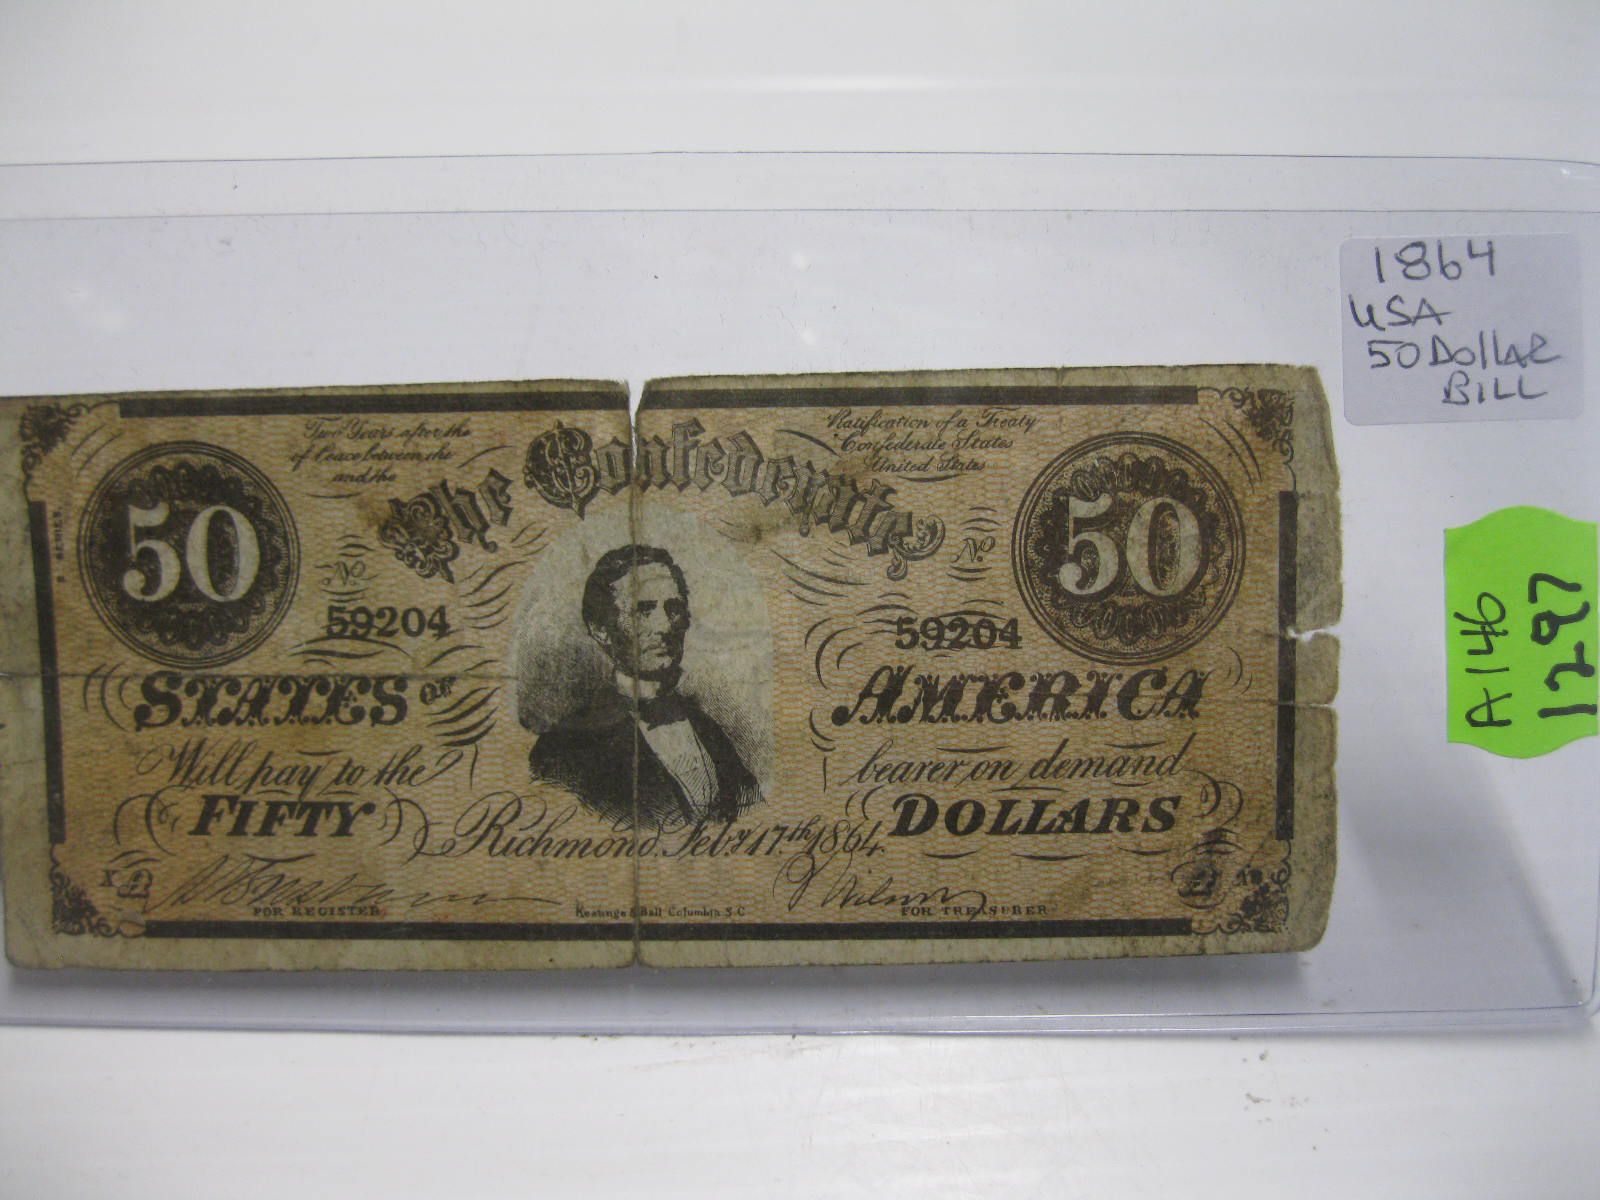 1864
USA
50 Dollar
BILL
A146
1297
Two Years after the
of Peace between the
and the
Ratification of a Treaty
Confederate States
United States
The Confederate
50
50
No
No
59204
59204
STATES OF
AMERICA
Will pay to the
bearer on demand
FIFTY
DOLLARS
Richmond, Feby. 17th. 1864
FOR REGISTER
Keatinge & Ball Columbia S.C
FOR TREASURER
SERIES